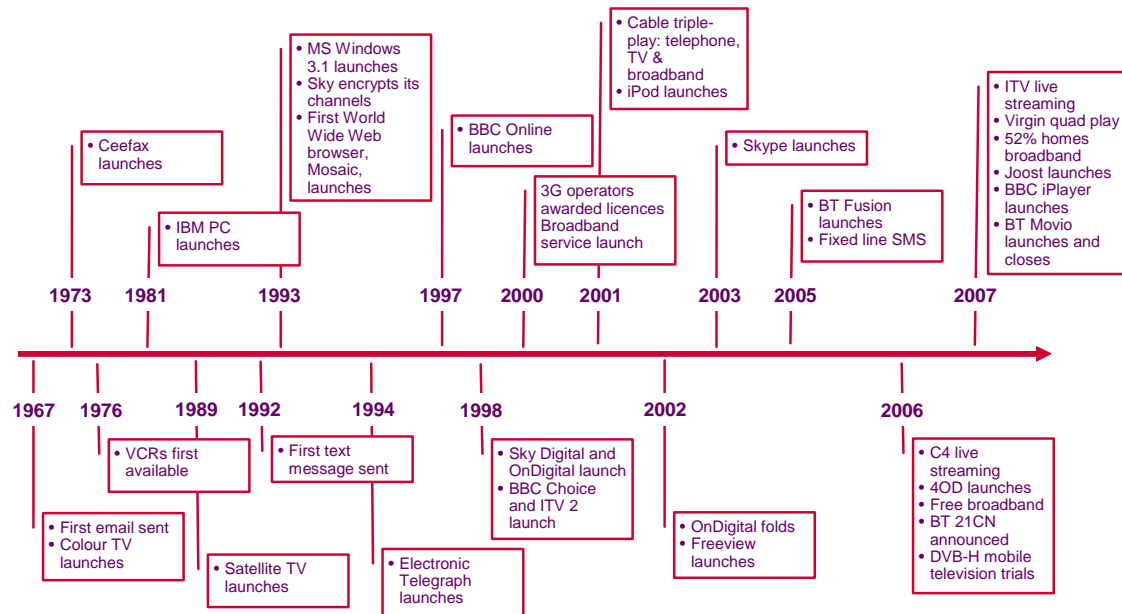 • Cable triple-
play: telephone,
TV &
broadband
• iPod launches
• MS Windows
3.1 launches
• Sky encrypts its
channels
• First World
Wide Web
browser,
Mosaic,
launches
• ITV live
streaming
• Virgin quad play
• 52% homes
broadband
• Joost launches
• BBC iPlayer
launches
• BT Movio
launches and
closes
• Ceefax
launches
• BBC Online
launches
• Skype launches
3G operators
awarded licences
Broadband
service launch
• BT Fusion
launches
• Fixed line SMS
• IBM PC
launches
1973
1981
1993
1997
2000
2001
2003
2005
2007
1967
1976
1989
1992
1994
1998
2002
2006
• VCRs first
available
• First text
message sent
• Sky Digital and
OnDigital launch
• BBC Choice
and ITV 2
launch
• C4 live
streaming
• 4OD launches
• Free broadband
• BT 21CN
announced
• DVB-H mobile
television trials
• First email sent
• Colour TV
launches
• OnDigital folds
• Freeview
launches
• Satellite TV
launches
• Electronic
Telegraph
launches